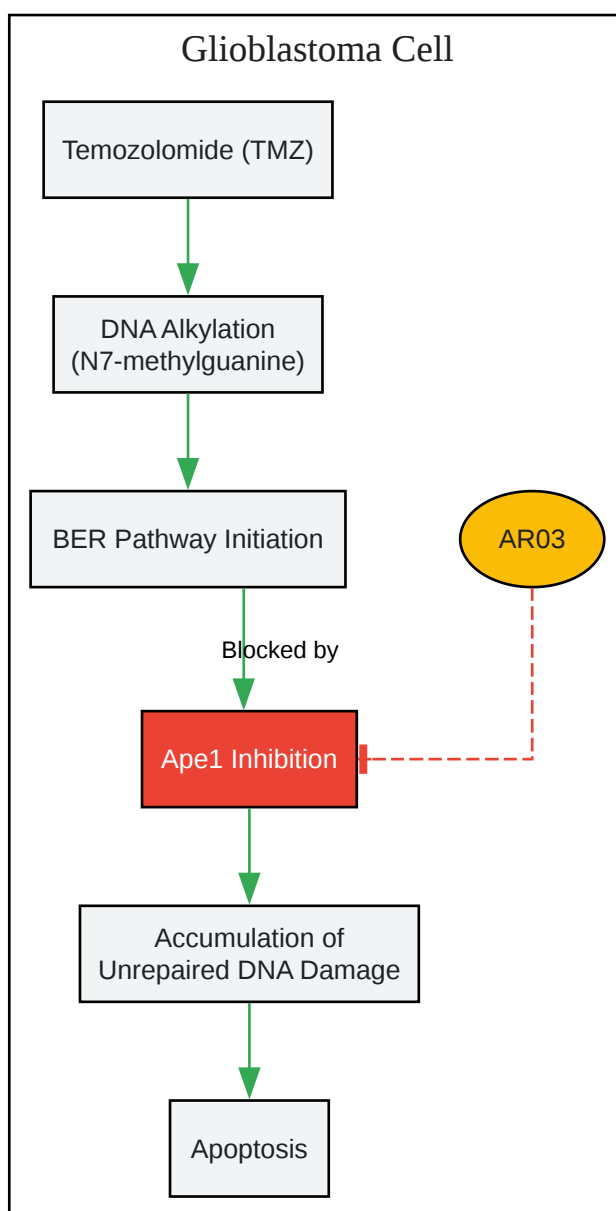 Glioblastoma Cell
Temozolomide (TMZ)
DNA Alkylation
(N7-methylguanine)
BER Pathway Initiation
AR03
Blocked by
Ape1 Inhibition
Accumulation of
Unrepaired DNA Damage
Apoptosis